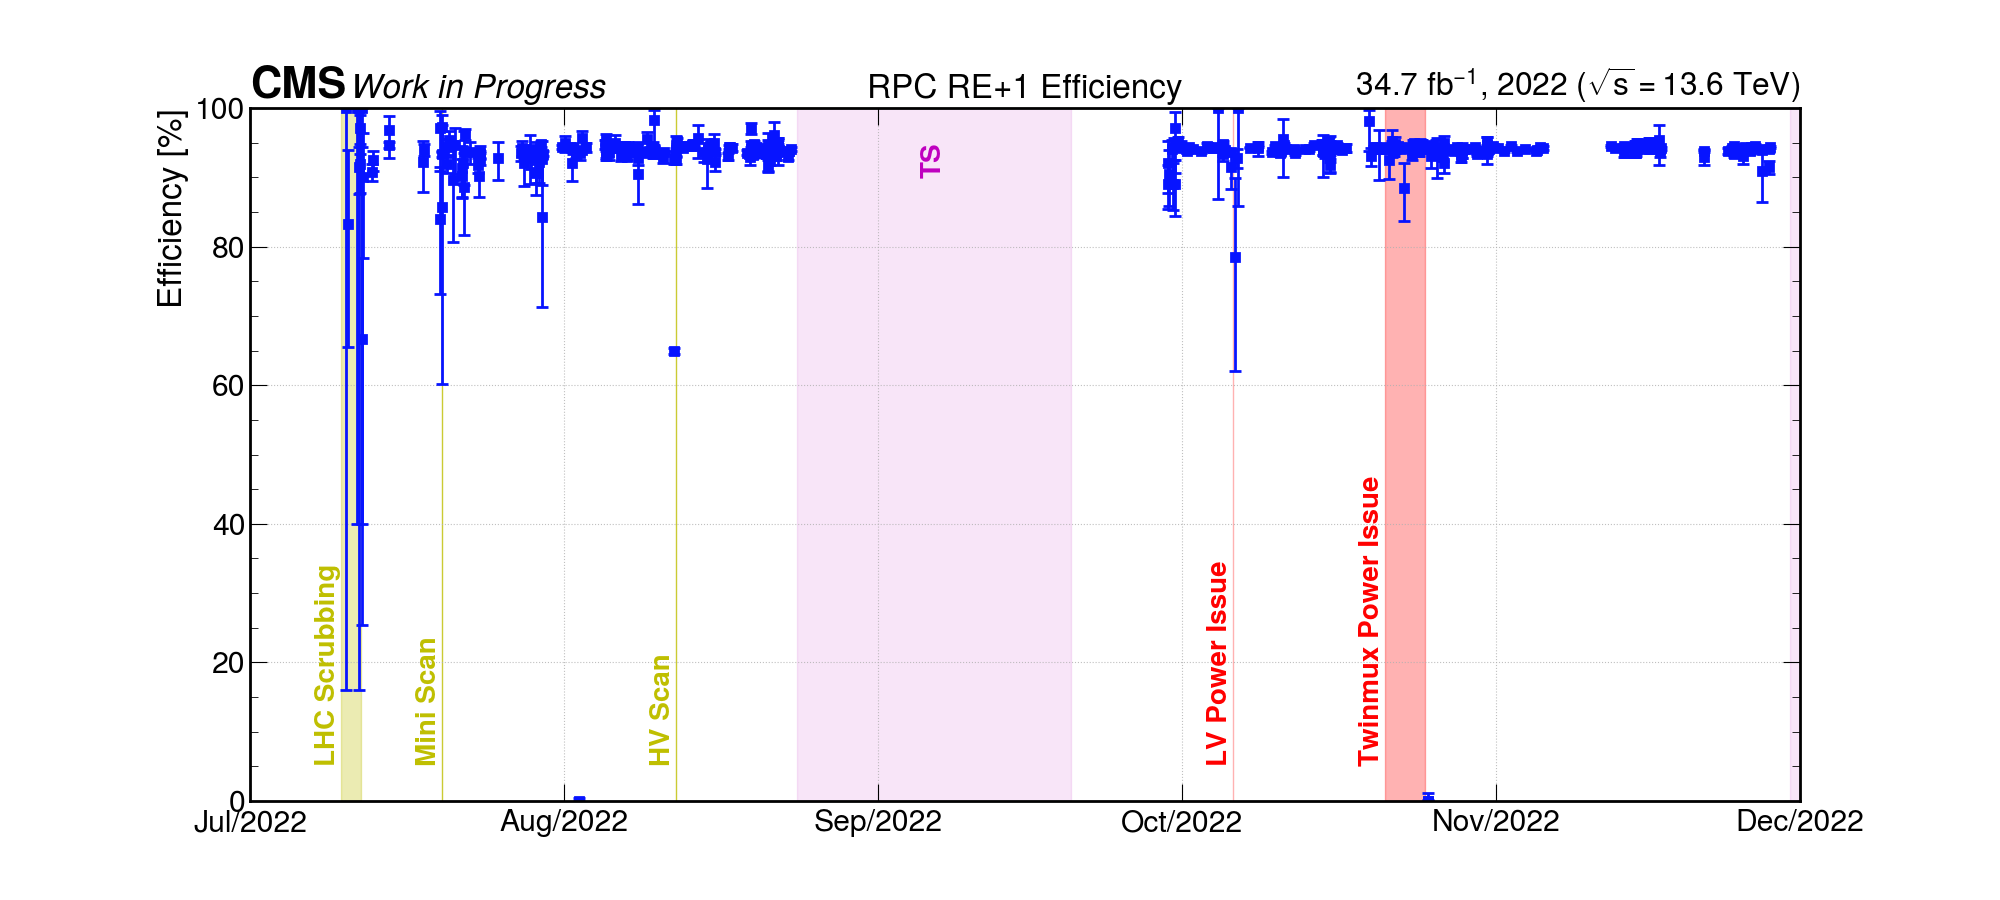 CMS Work in Progress RPC RE+1 Efficiency 34.7 fb⁻¹, 2022 (√s = 13.6 TeV)
Efficiency [%]
100
80
60
40
20
0
LHC Scrubbing
Mini Scan
HV Scan
TS
LV Power Issue
Twinmux Power Issue
Jul/2022 Aug/2022 Sep/2022 Oct/2022 Nov/2022 Dec/2022